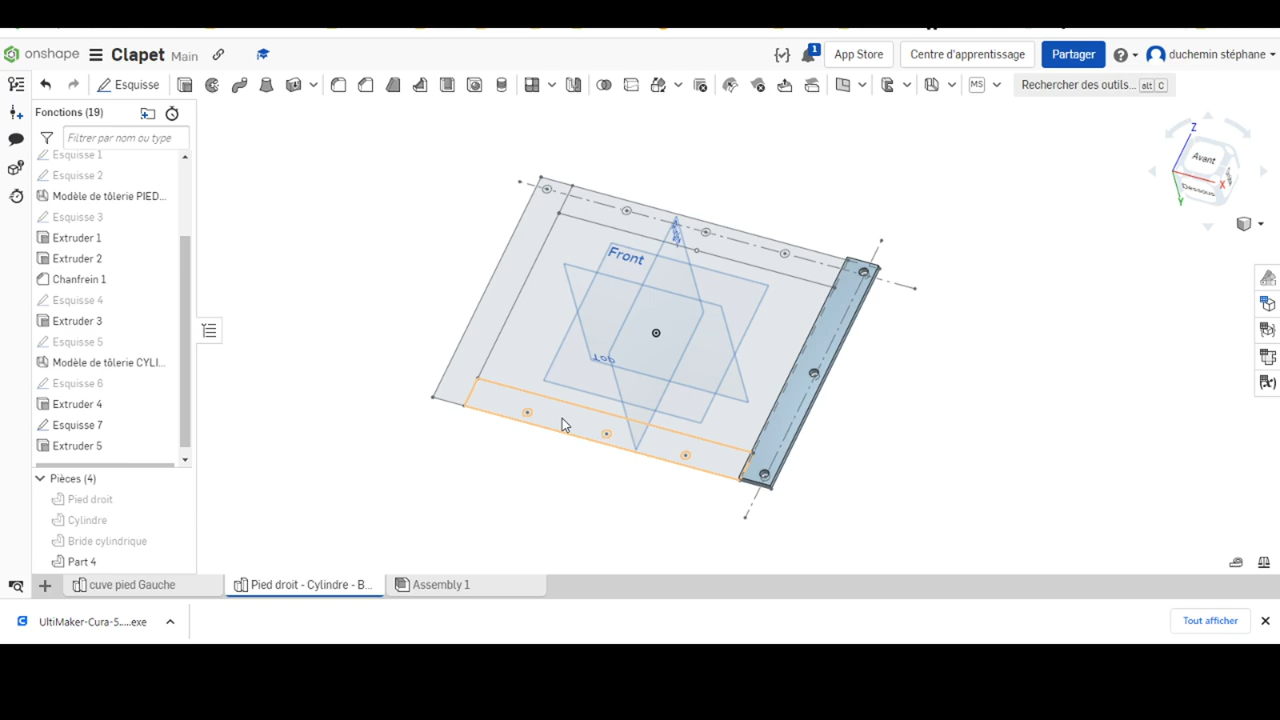 onshape Clapet Main 1 App Store Centre d'apprentissage Partager duchemin stéphane
Esquisse MS Rechercher des outils... alt C
Fonctions (19)
Filtrer par nom ou type
Esquisse 1
Esquisse 2
Modèle de tôlerie PIED...
Esquisse 3
Extruder 1
Extruder 2
Chanfrein 1
Esquisse 4
Extruder 3
Esquisse 5
Modèle de tôlerie CYLI...
Esquisse 6
Extruder 4
Esquisse 7
Extruder 5
Pièces (4)
Pied droit
Cylindre
Bride cylindrique
Part 4
Front
Top
Z
Avant
X
Dessous
Y
cuve pied Gauche Pied droit - Cylindre - B... Assembly 1
UltiMaker-Cura-5.....exe Tout afficher